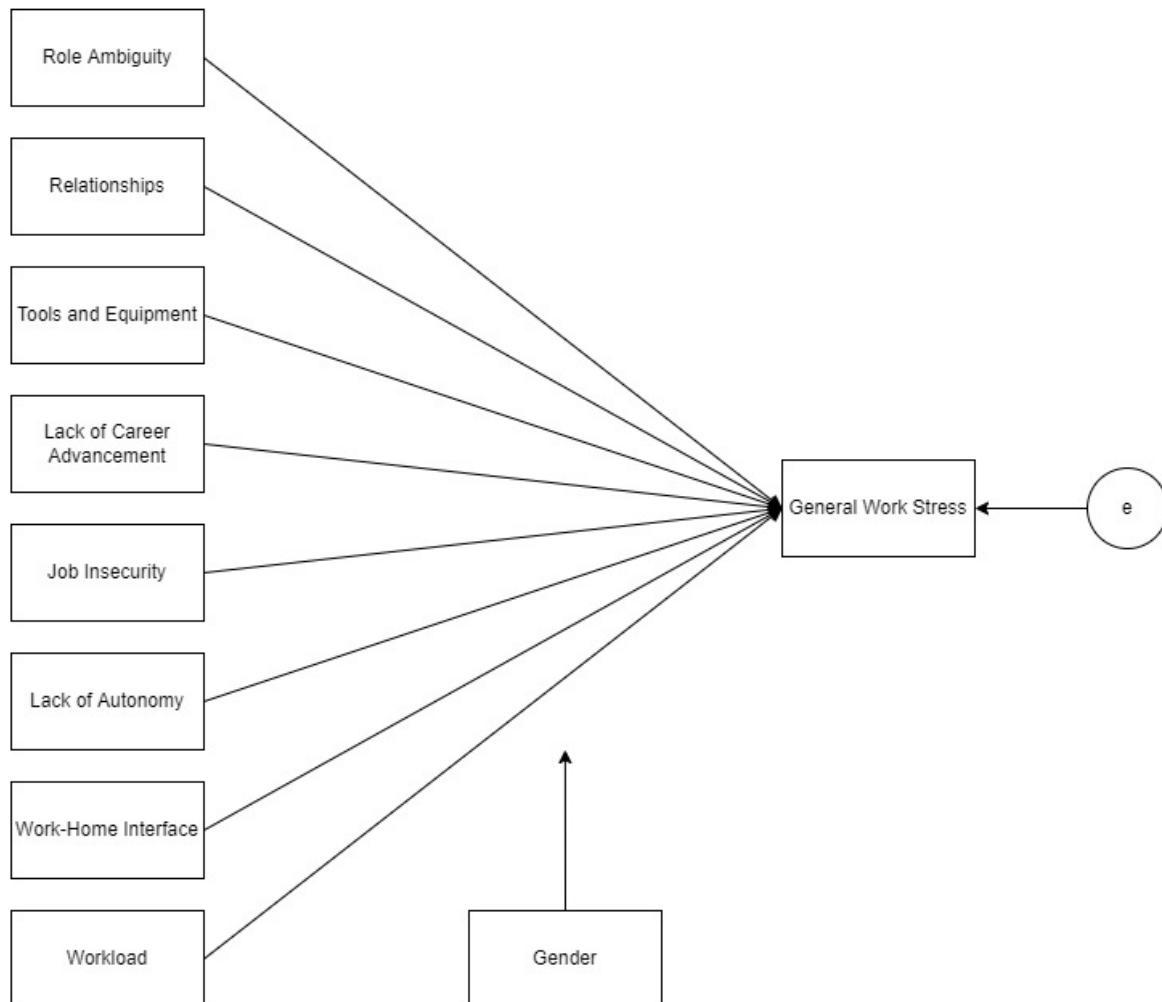 Role Ambiguity
Relationships
Tools and Equipment
Lack of Career
Advancement
Job Insecurity
Lack of Autonomy
Work-Home Interface
Workload
General Work Stress
e
Gender